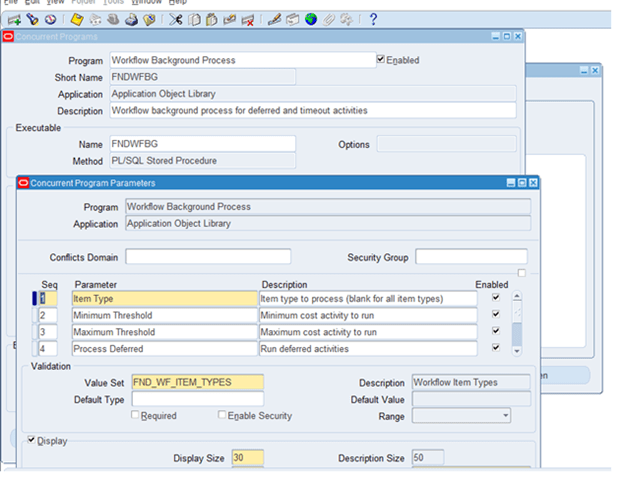 File Edit View Folder Tools Window Help
Concurrent Programs
Program Workflow Background Process Enabled
Short Name FNDWFBG
Application Application Object Library
Description Workflow background process for deferred and timeout activities
Executable
Name FNDWFBG Options
Method PL/SQL Stored Procedure
Concurrent Program Parameters
Program Workflow Background Process
Application Application Object Library
Conflicts Domain Security Group
Seq Parameter Description Enabled
1 Item Type Item type to process (blank for all item types)
2 Minimum Threshold Minimum cost activity to run
3 Maximum Threshold Maximum cost activity to run
4 Process Deferred Run deferred activities
Validation
Value Set FND_WF_ITEM_TYPES Description Workflow Item Types
Default Type Default Value
Required Enable Security Range
Display
Display Size 30 Description Size 50